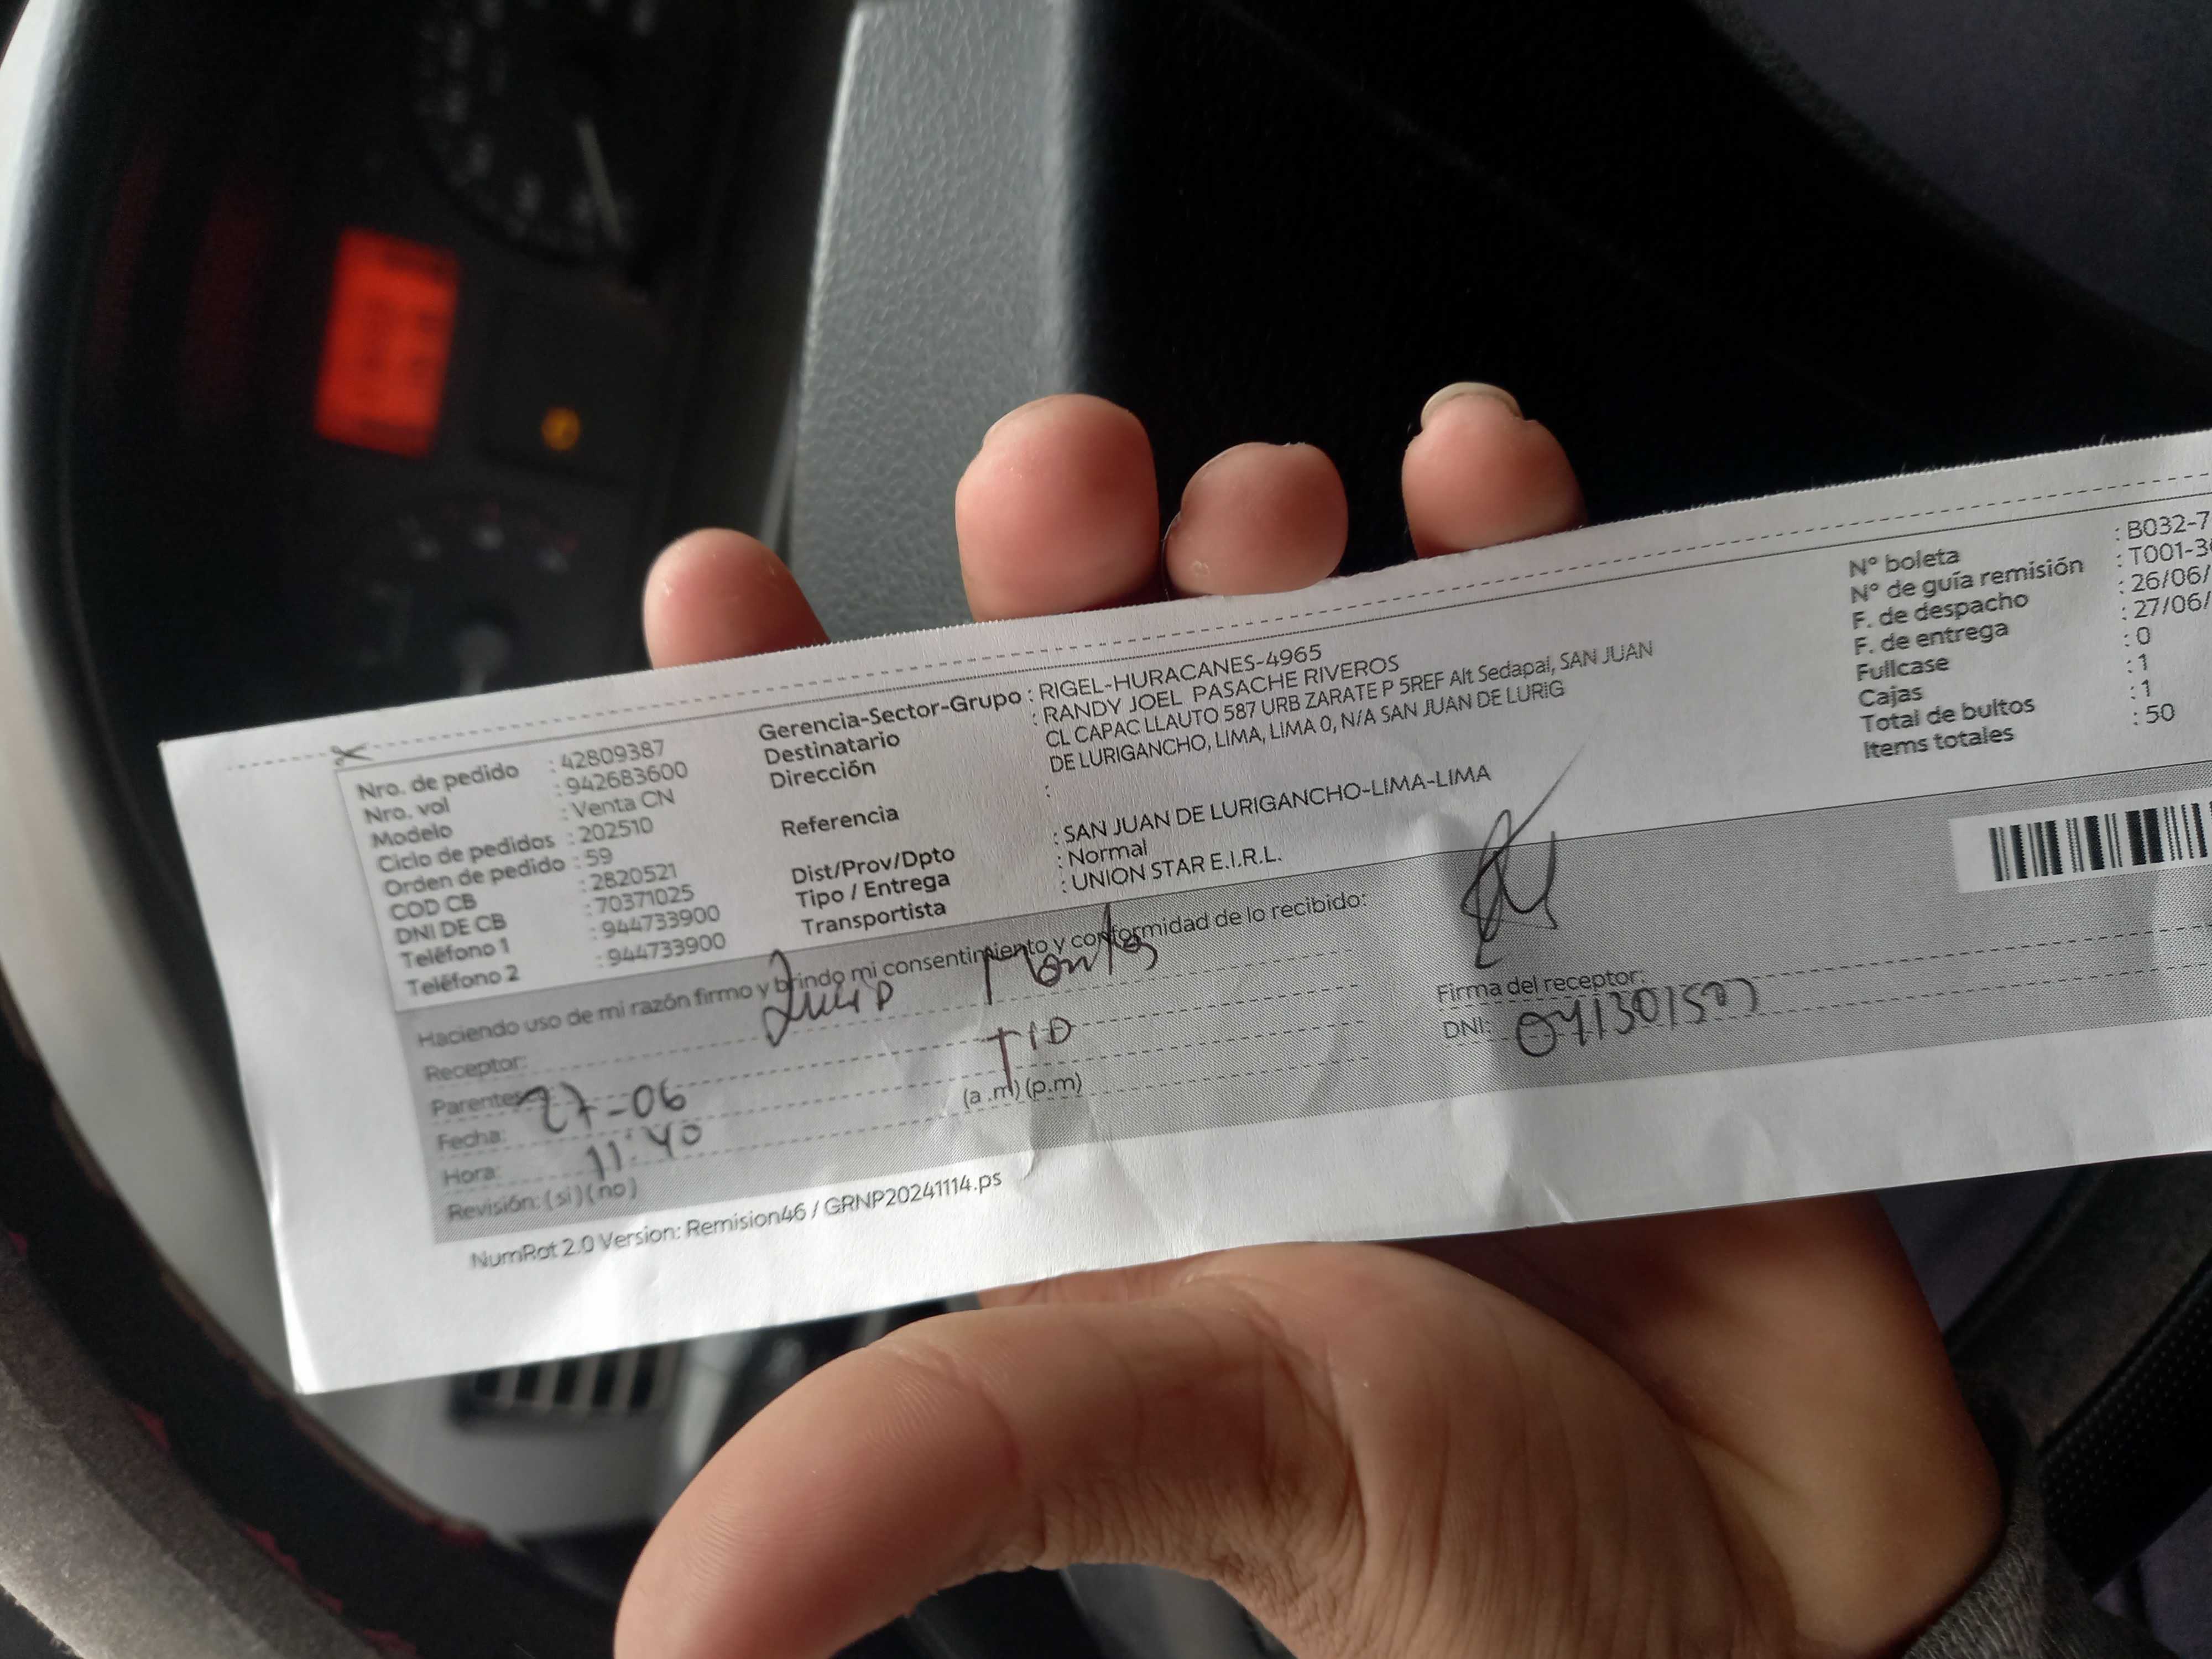 Nro. de pedido : 42809387
Nro. vol : 942683600
Modelo : Venta CN
Ciclo de pedidos : 202510
Orden de pedido : 59
COD CB : 2820521
DNI DE CB : 70371025
Teléfono 1 : 944733900
Teléfono 2 : 944733900
Gerencia-Sector-Grupo : RIGEL-HURACANES-4965
Destinatario : RANDY JOEL PASACHE RIVEROS
Dirección CL CAPAC LLAUTO 587 URB ZARATE P 5REF Alt Sedapal, SAN JUAN
DE LURIGANCHO, LIMA, LIMA 0, N/A SAN JUAN DE LURIG
Referencia :
Dist/Prov/Dpto : SAN JUAN DE LURIGANCHO-LIMA-LIMA
Tipo / Entrega : Normal
Transportista : UNION STAR E.I.R.L.
N° boleta : B032-7
N° de guía remisión : T001-3
F. de despacho : 26/06/
F. de entrega : 27/06/
Fullcase : 0
Cajas : 1
Total de bultos : 1
Items totales : 50
Haciendo uso de mi razón firmo y brindo mi consentimiento y conformidad de lo recibido:
Receptor: Montes
Parentesco: TIO
Fecha: 27-06
Hora: 11:40 (a.m) (p.m)
Revisión: (si) (no)
Firma del receptor:
DNI:
NumRot 2.0 Version: Remision46 / GRNP20241114.ps